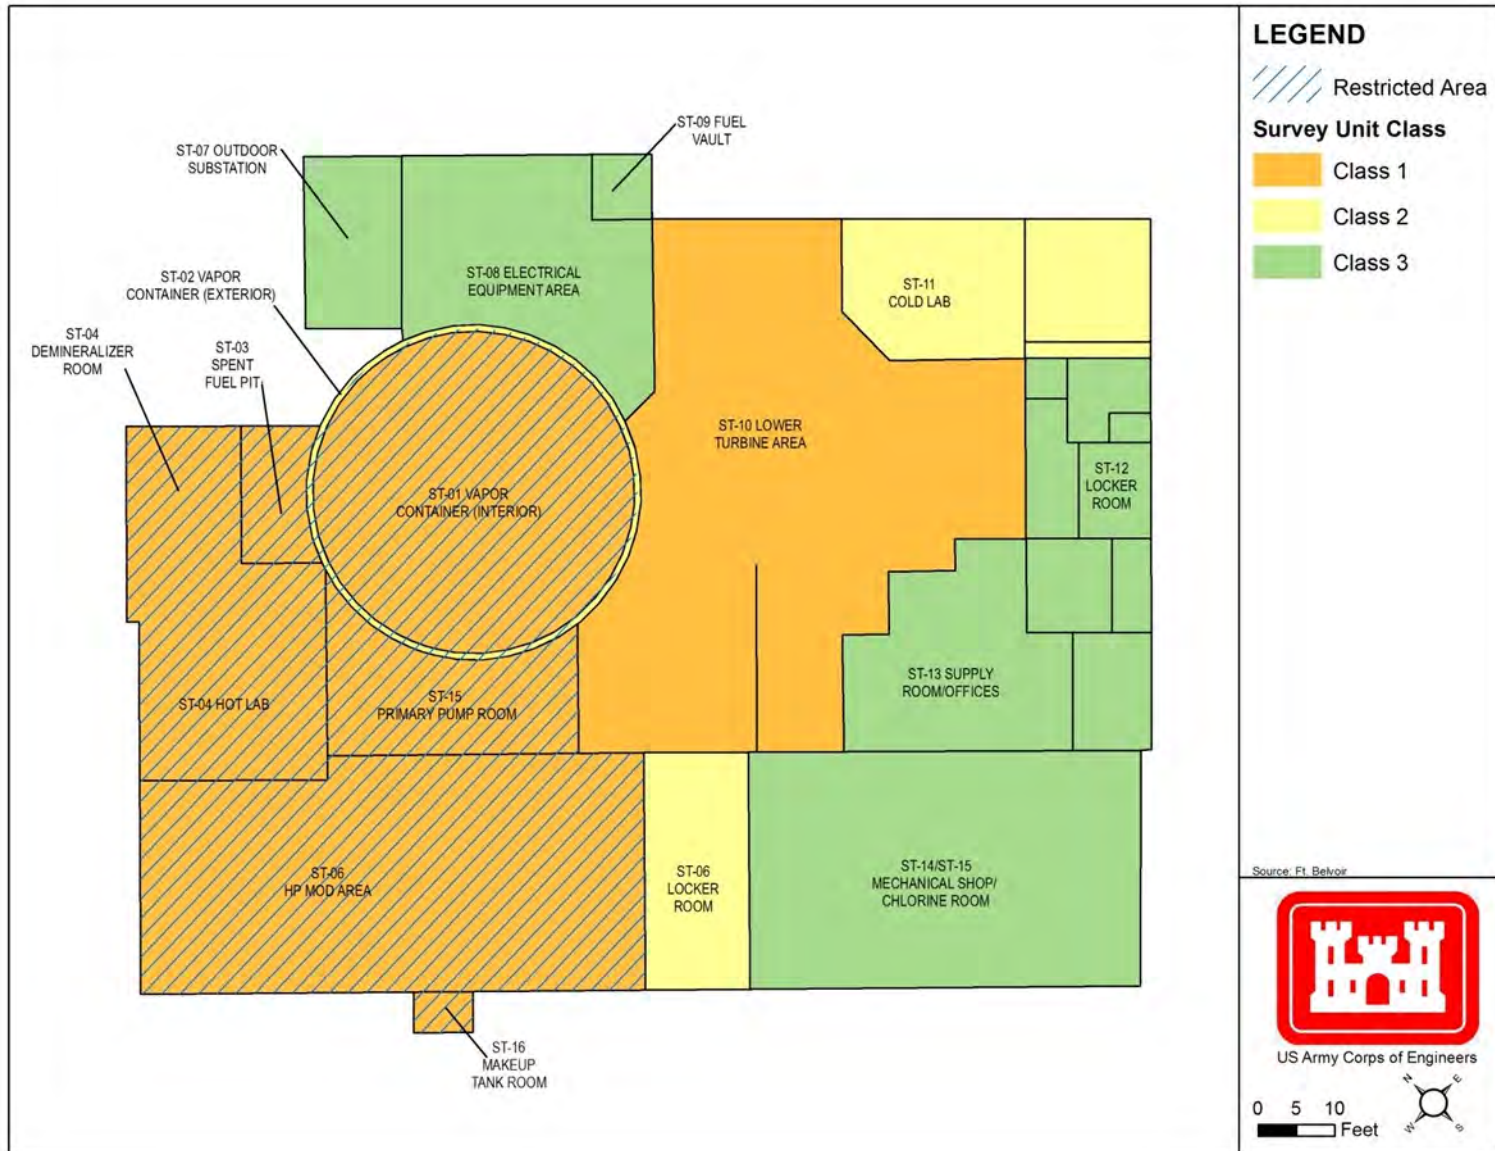 ST-09 FUEL
VAULT
ST-07 OUTDOOR
SUBSTATION
ST-02 VAPOR
CONTAINER (EXTERIOR)
ST-08 ELECTRICAL
EQUIPMENT AREA
ST-11
COLD LAB
ST-04
DEMINERALIZER
ROOM
ST-03
SPENT
FUEL PIT
ST-10 LOWER
TURBINE AREA
ST-12
LOCKER
ROOM
ST-01 VAPOR
CONTAINER (INTERIOR)
ST-04 HOT LAB
ST-15
PRIMARY PUMP ROOM
ST-13 SUPPLY
ROOM/OFFICES
ST-06
HP MOD AREA
ST-06
LOCKER
ROOM
ST-14/ST-15
MECHANICAL SHOP/
CHLORINE ROOM
ST-16
MAKEUP
TANK ROOM
LEGEND
Restricted Area
Survey Unit Class
Class 1
Class 2
Class 3
Source: Ft. Belvoir
US Army Corps of Engineers
N E
W S
0 5 10
Feet